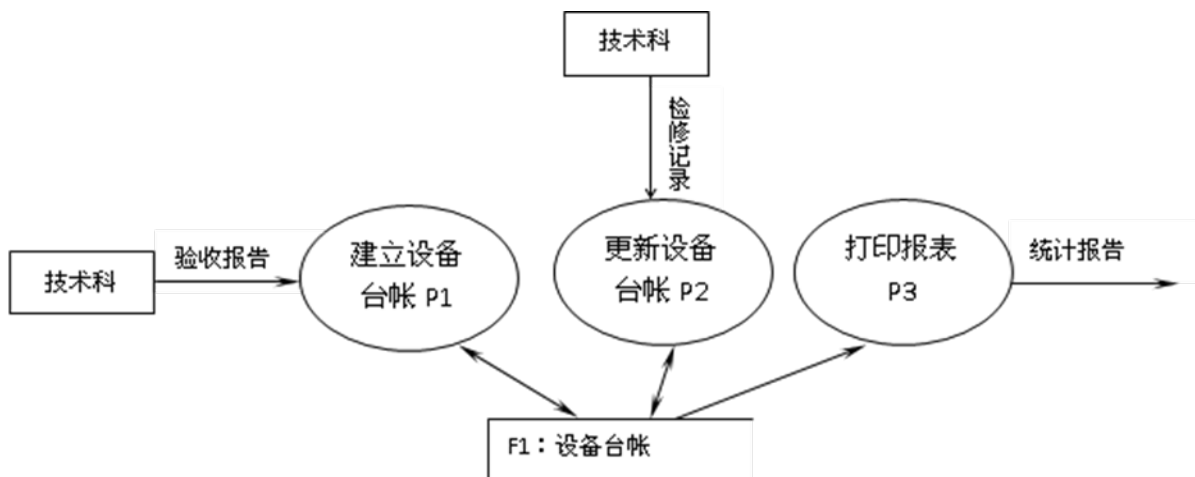 技术科
检修记录
技术科
验收报告
建立设备
台帐 P1
更新设备
台帐 P2
打印报表
P3
统计报告
F1：设备台帐